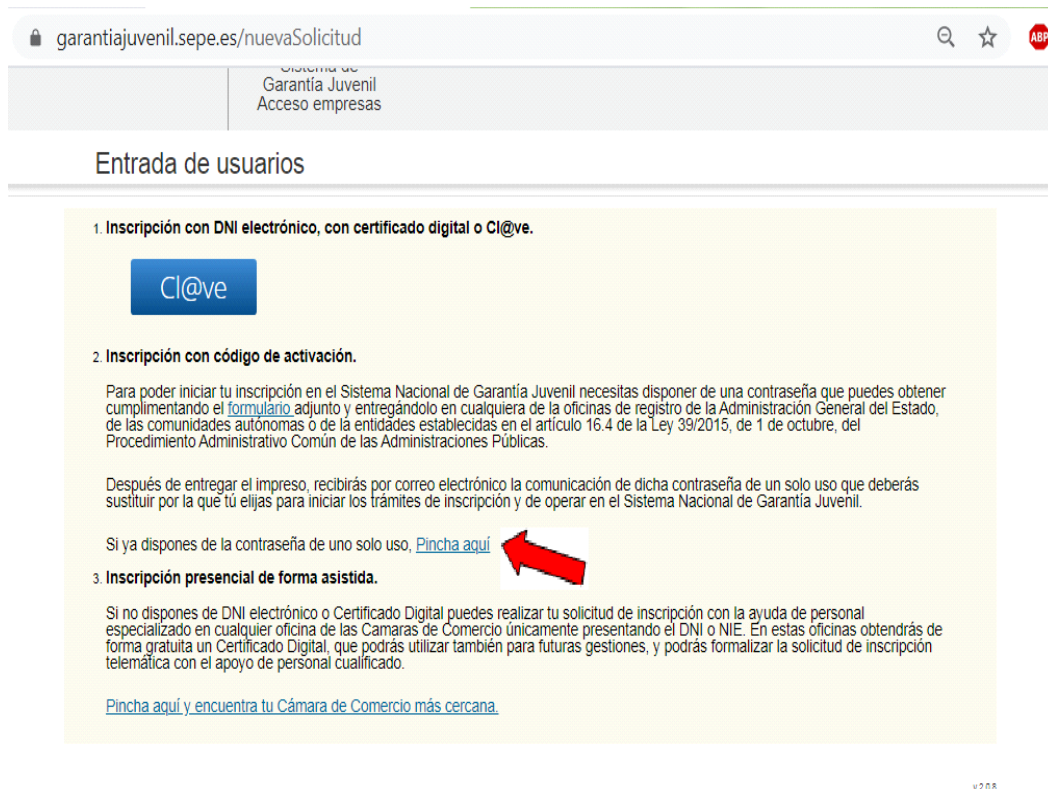 garantiajuvenil.sepe.es/nuevaSolicitud
ABP
Sistema de
Garantía Juvenil
Acceso empresas
Entrada de usuarios
1. Inscripción con DNI electrónico, con certificado digital o Cl@ve.
Cl@ve
2. Inscripción con código de activación.
Para poder iniciar tu inscripción en el Sistema Nacional de Garantía Juvenil necesitas disponer de una contraseña que puedes obtener
cumplimentando el formulario adjunto y entregándolo en cualquiera de la oficinas de registro de la Administración General del Estado,
de las comunidades autónomas o de la entidades establecidas en el artículo 16.4 de la Ley 39/2015, de 1 de octubre, del
Procedimiento Administrativo Común de las Administraciones Públicas.
Después de entregar el impreso, recibirás por correo electrónico la comunicación de dicha contraseña de un solo uso que deberás
sustituir por la que tú elijas para iniciar los trámites de inscripción y de operar en el Sistema Nacional de Garantía Juvenil.
Si ya dispones de la contraseña de uno solo uso, Pincha aquí
3. Inscripción presencial de forma asistida.
Si no dispones de DNI electrónico o Certificado Digital puedes realizar tu solicitud de inscripción con la ayuda de personal
especializado en cualquier oficina de las Camaras de Comercio únicamente presentando el DNI o NIE. En estas oficinas obtendrás de
forma gratuita un Certificado Digital, que podrás utilizar también para futuras gestiones, y podrás formalizar la solicitud de inscripción
telemática con el apoyo de personal cualificado.
Pincha aquí y encuentra tu Cámara de Comercio más cercana.
v.2.0.8